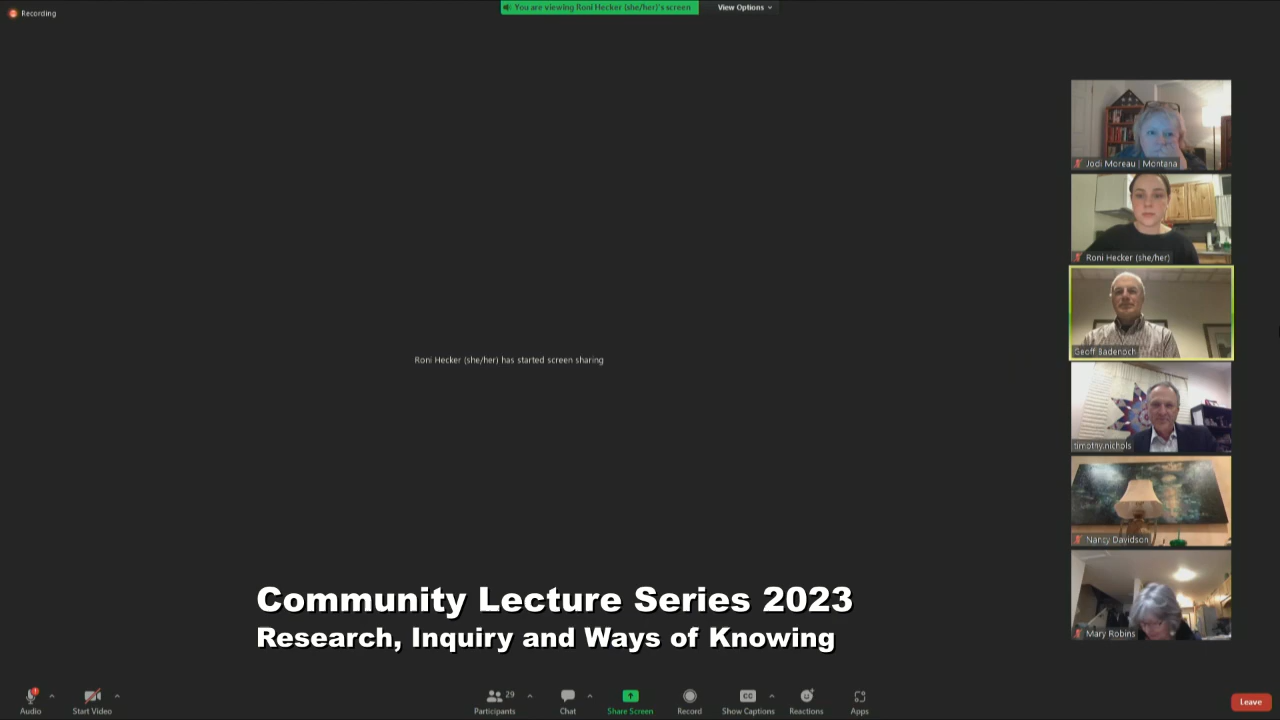 Recording
You are viewing Roni Hecker (she/her)'s screen
View Options
Jodi Moreau | Montana
Roni Hecker (she/her)
Geoff Badenoch
Roni Hecker (she/her) has started screen sharing
timothy.nichols
Nancy Davidson
Community Lecture Series 2023
Research, Inquiry and Ways of Knowing
Mary Robins
Audio
Start Video
29
Participants
Chat
Share Screen
Record
CC
Show Captions
Reactions
Apps
Leave